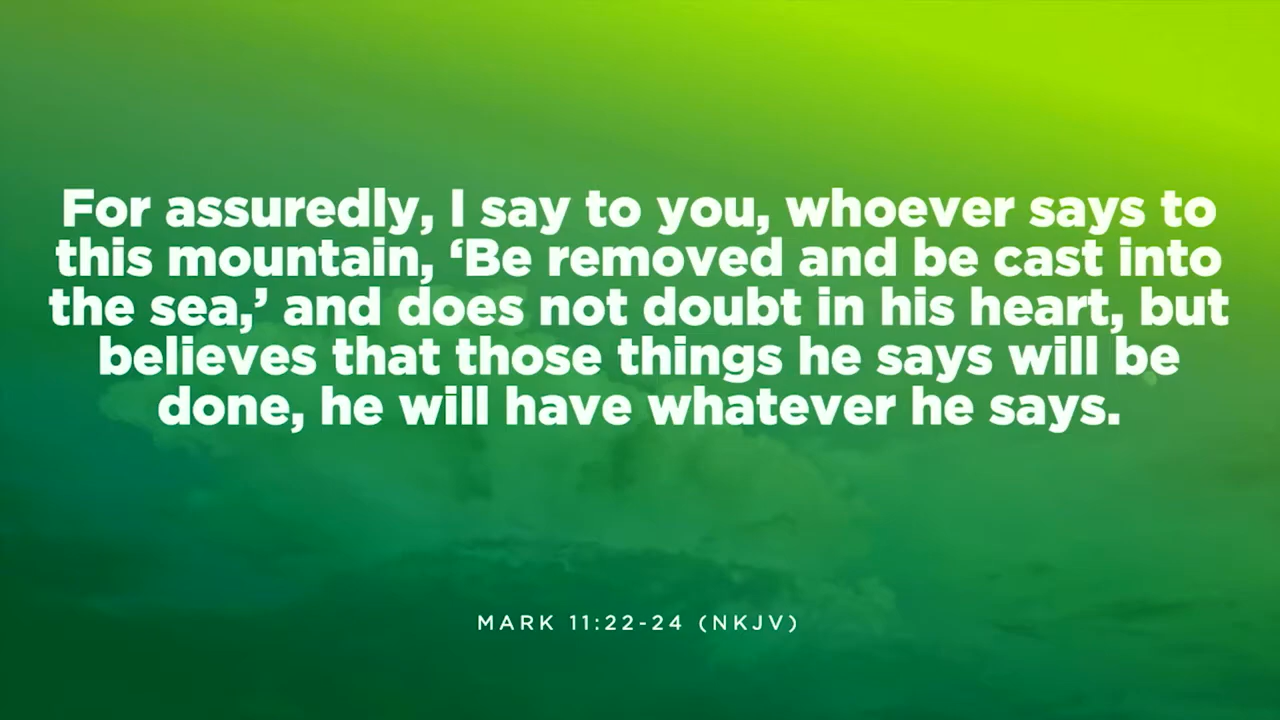 For assuredly, I say to you, whoever says to
this mountain, ‘Be removed and be cast into
the sea,’ and does not doubt in his heart, but
believes that those things he says will be
done, he will have whatever he says.
MARK 11:22-24 (NKJV)